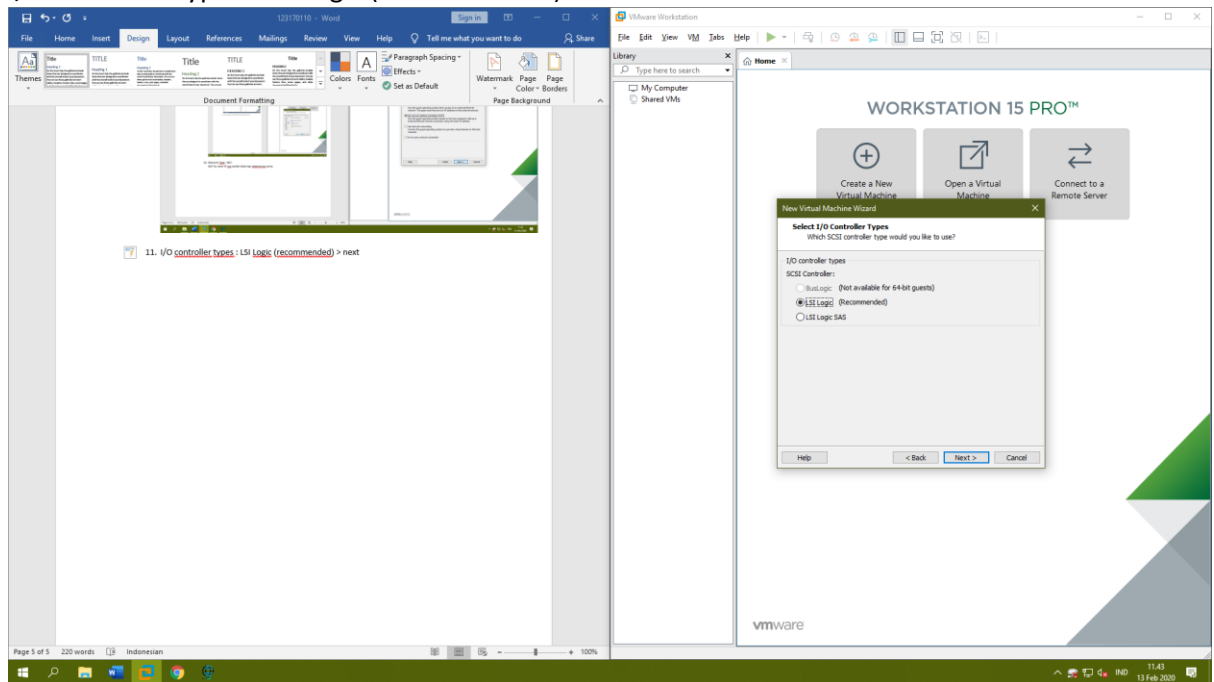 123170110 - Word
Sign in
File Home Insert Design Layout References Mailings Review View Help Tell me what you want to do Share
Themes
Title
TITLE
Title
Title
TITLE
Title
Colors
Fonts
Paragraph Spacing
Effects
Set as Default
Watermark
Page Color
Page Borders
Document Formatting
Page Background
11. I/O controller types : LSI Logic (recommended) > next
Page 5 of 5 220 words Indonesian
100%
VMware Workstation
File Edit View VM Tabs Help
Library
Type here to search
My Computer
Shared VMs
Home
WORKSTATION 15 PRO™
Create a New Virtual Machine
Open a Virtual Machine
Connect to a Remote Server
New Virtual Machine Wizard
Select I/O Controller Types
Which SCSI controller type would you like to use?
I/O controller types
SCSI Controller:
BusLogic (Not available for 64-bit guests)
LSI Logic (Recommended)
LSI Logic SAS
Help < Back Next > Cancel
vmware
IND
11.43
13 Feb 2020